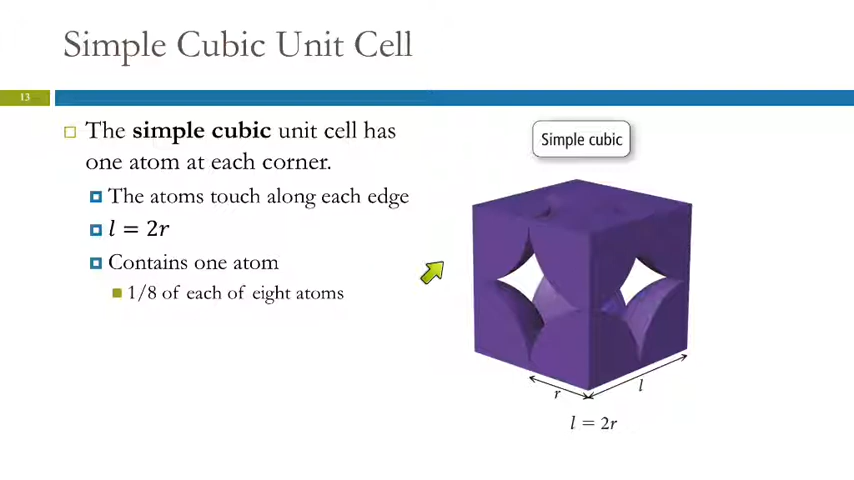 Simple Cubic Unit Cell
13
The simple cubic unit cell has
one atom at each corner.
The atoms touch along each edge
l = 2r
Contains one atom
1/8 of each of eight atoms
Simple cubic
r
l
l = 2r